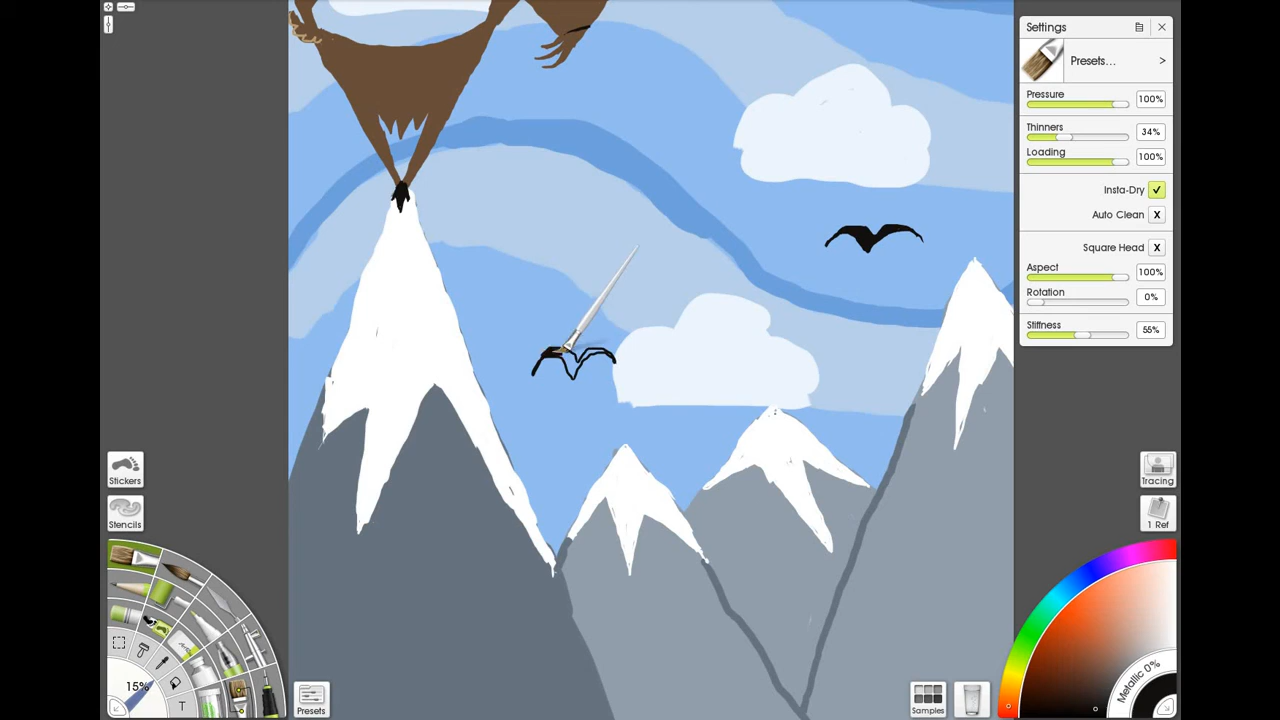 Settings
Presets...
>
Pressure
100%
Thinners
34%
Loading
100%
Insta-Dry
Auto Clean X
Square Head X
Aspect
100%
Rotation
0%
Stiffness
55%
Stickers
Stencils
Tracing
1 Ref
15%
T
Presets
Samples
Metallic 0%